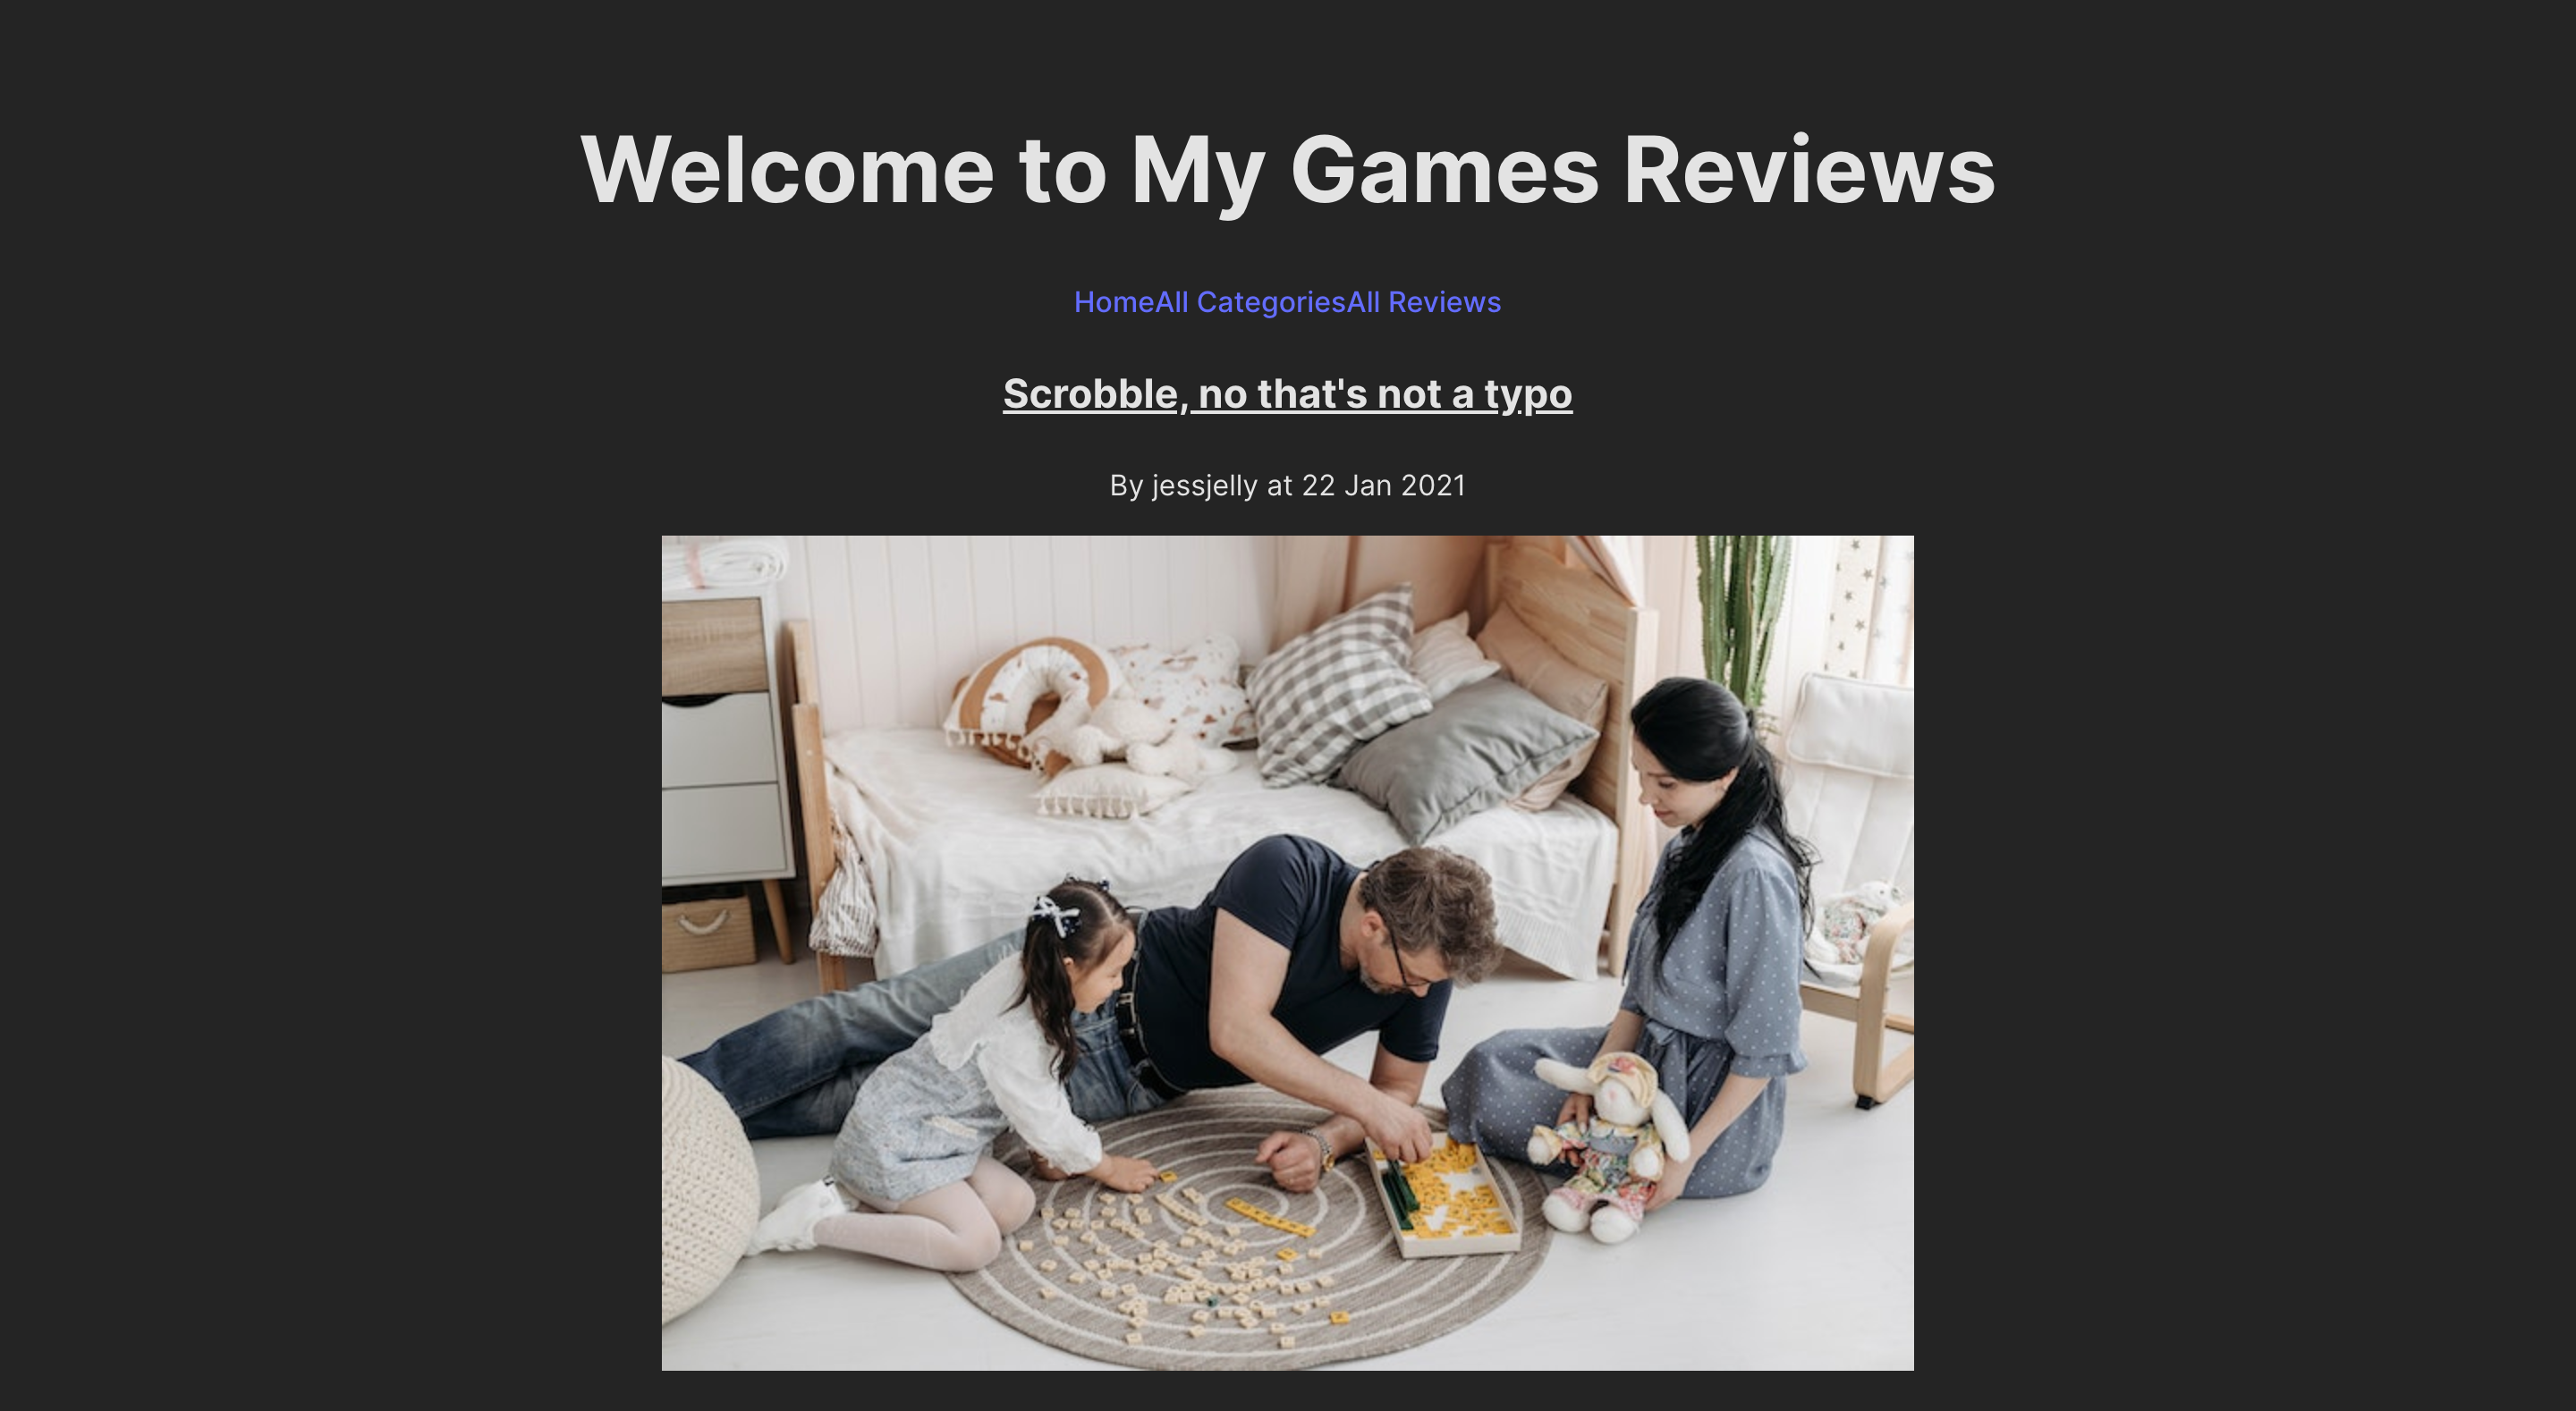 Welcome to My Games Reviews
HomeAll CategoriesAll Reviews
Scrobble, no that's not a typo
By jessjelly at 22 Jan 2021